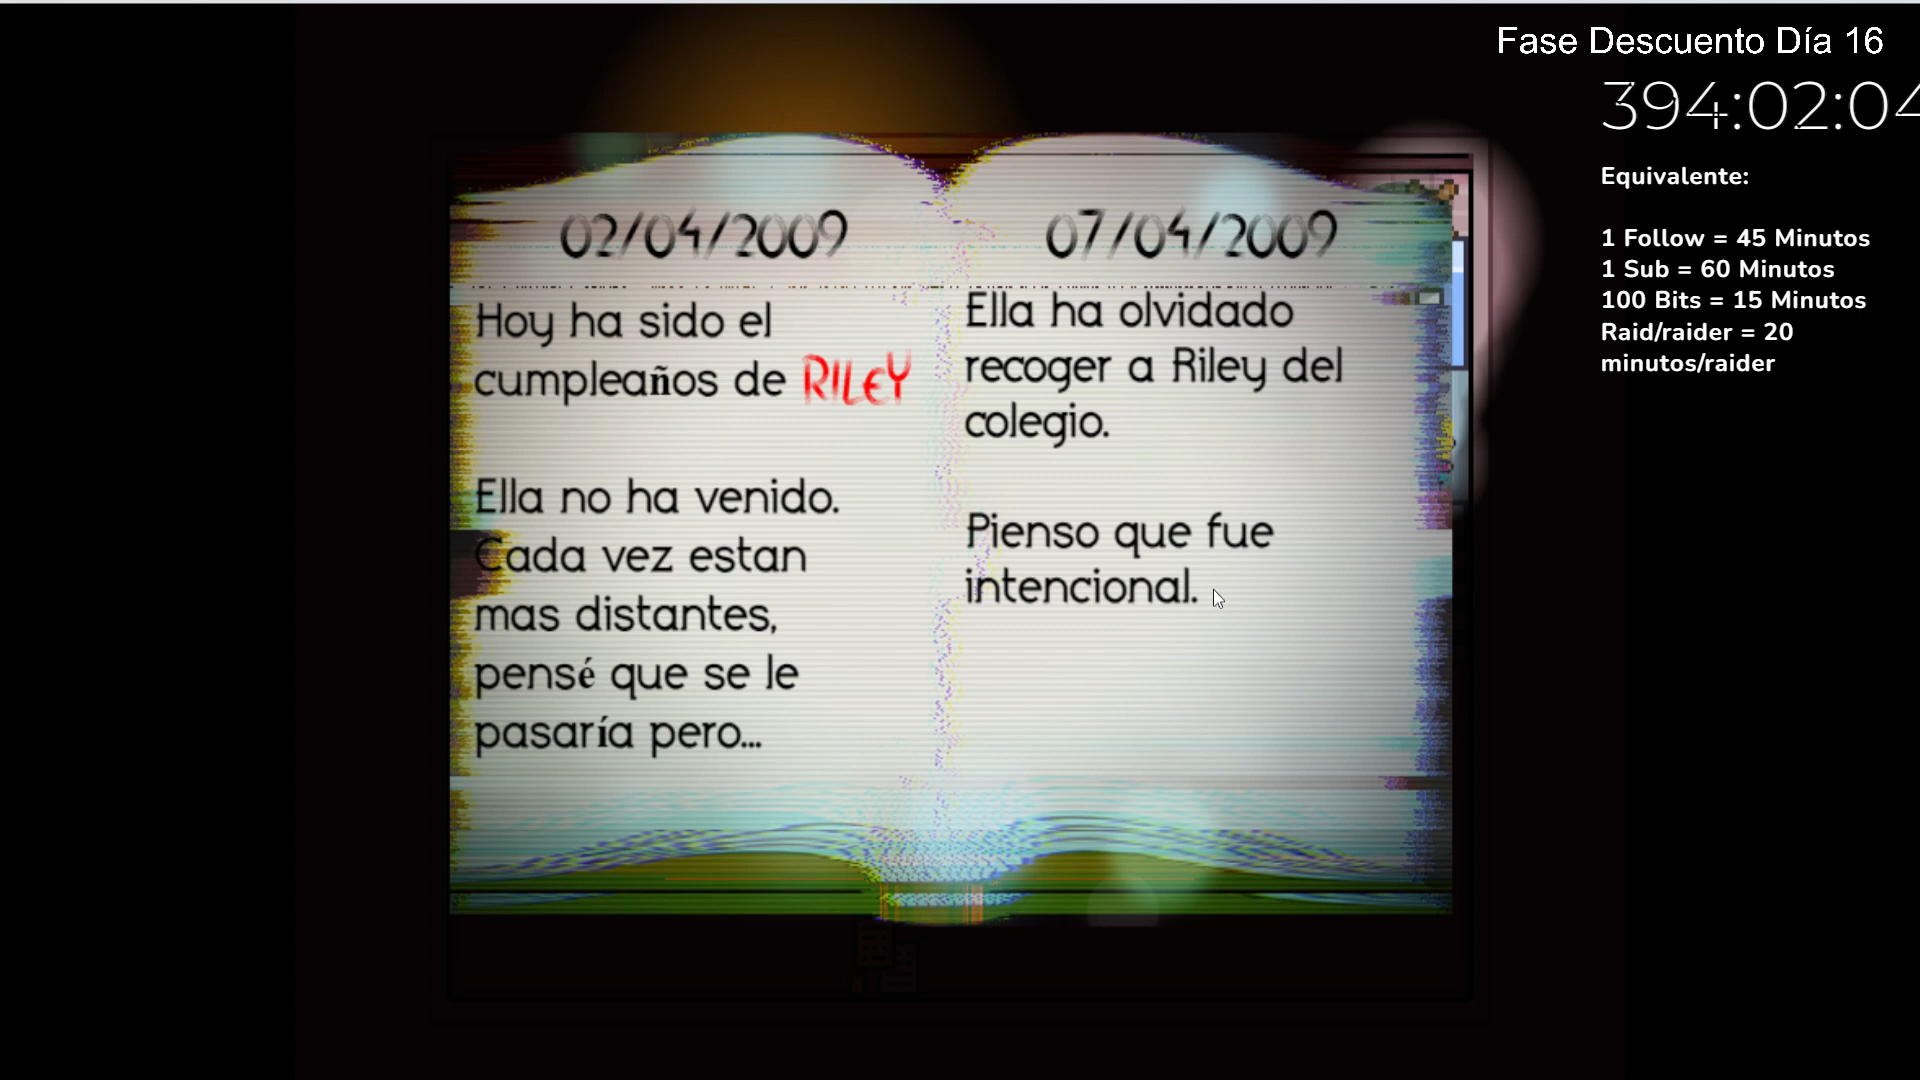 Fase Descuento Día 16
394:02:04
Equivalente:
1 Follow = 45 Minutos
1 Sub = 60 Minutos
100 Bits = 15 Minutos
Raid/raider = 20
minutos/raider
02/04/2009
Hoy ha sido el
cumpleaños de RILEY
Ella no ha venido.
Cada vez estan
mas distantes,
pensé que se le
pasaría pero...
07/04/2009
Ella ha olvidado
recoger a Riley del
colegio.
Pienso que fue
intencional.